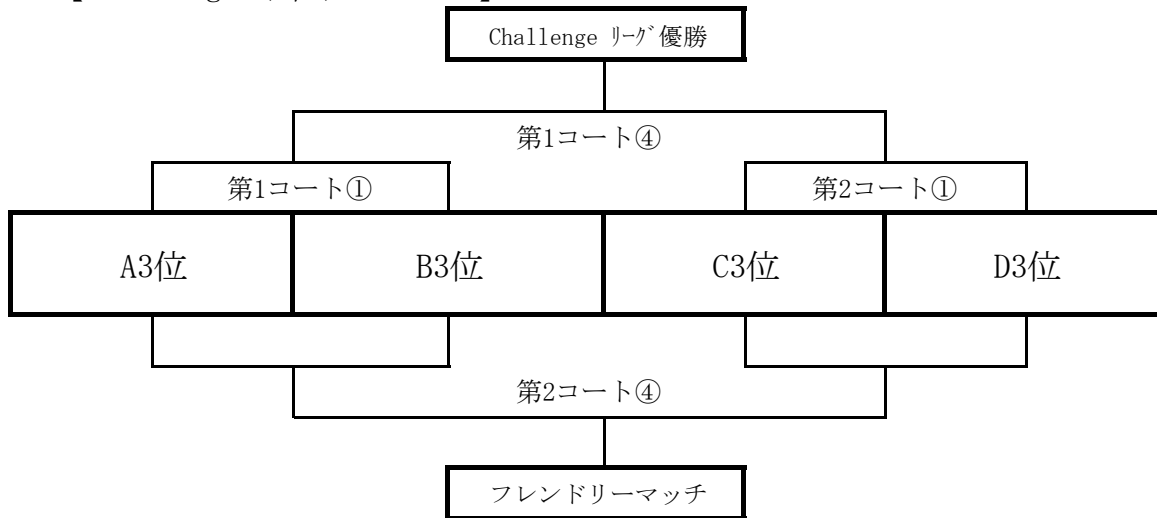 Challenge ﾘｰｸﾞ優勝
第1コート④
第1コート①
第2コート①
A3位
B3位
C3位
D3位
第2コート④
フレンドリーマッチ